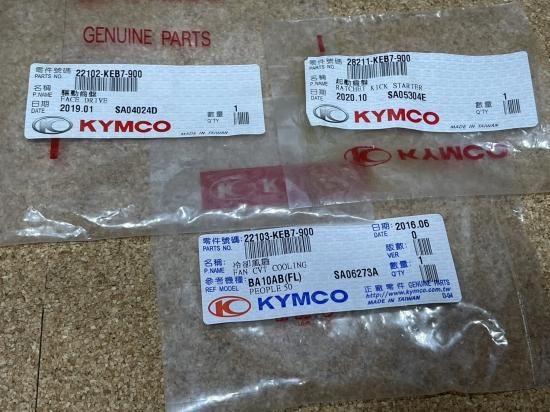 GENUINE PARTS
零件號碼 22102-KEB7-900
PARTS NO.
名稱 驅動齒盤
P.NAME FACE DRIVE
日期 2019.01 SA04024D 數量 1
DATE Q'TY
KYMCO
MADE IN TAIWAN
零件號碼 28211-KEB7-900
PARTS NO.
名稱 起動齒盤
P.NAME RATCHET KICK STARTER
日期 2020.10 SA05304E 數量 1
DATE Q'TY
KYMCO
MADE IN TAIWAN
零件號碼: 22103-KEB7-900 日期: 2016.06
PARTS NO. DATE 0
名稱: 冷卻風扇 版數:
P.NAME FAN CVT COOLING VER
參考機種: BA10AB(FL) SA06273A 數量: 1
REF MODEL PEOPLE 50 Q'TY
KYMCO
正廠零件 GENUINE PARTS
http://www.kymco.com.tw
MADE IN TAIWAN D-04